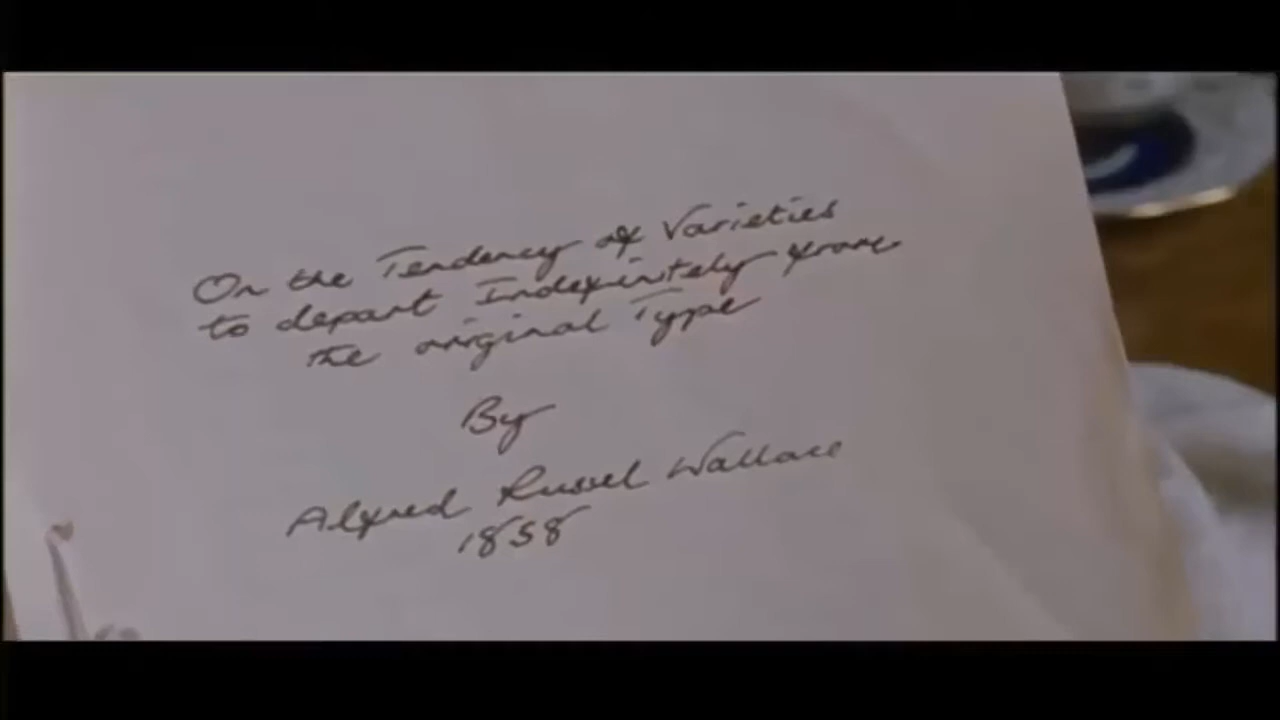 On the Tendency of Varieties
to depart Indefinitely from
the original Type
By
Alfred Russel Wallace
1858